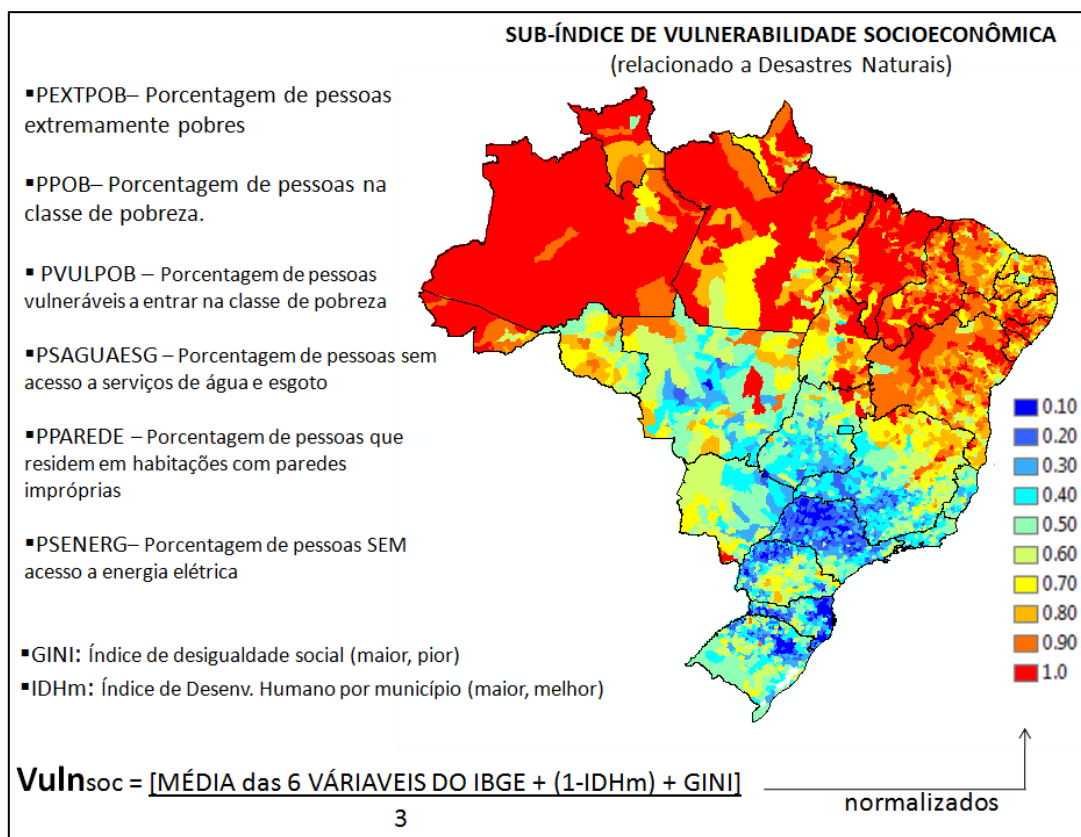 SUB-ÍNDICE DE VULNERABILIDADE SOCIOECONÔMICA
(relacionado a Desastres Naturais)
▪PEXTPOB– Porcentagem de pessoas
extremamente pobres
▪PPOB– Porcentagem de pessoas na
classe de pobreza.
▪ PVULPOB – Porcentagem de pessoas
vulneráveis a entrar na classe de pobreza
▪PSAGUAESG – Porcentagem de pessoas sem
acesso a serviços de água e esgoto
▪PPAREDE – Porcentagem de pessoas que
residem em habitações com paredes
impróprias
▪PSENERG– Porcentagem de pessoas SEM
acesso a energia elétrica
▪GINI: Índice de desigualdade social (maior, pior)
▪IDHm: Índice de Desenv. Humano por município (maior, melhor)
0.10
0.20
0.30
0.40
0.50
0.60
0.70
0.80
0.90
1.0
Vulnsoc = [MÉDIA das 6 VÁRIAVEIS DO IBGE + (1-IDHm) + GINI]
3
normalizados